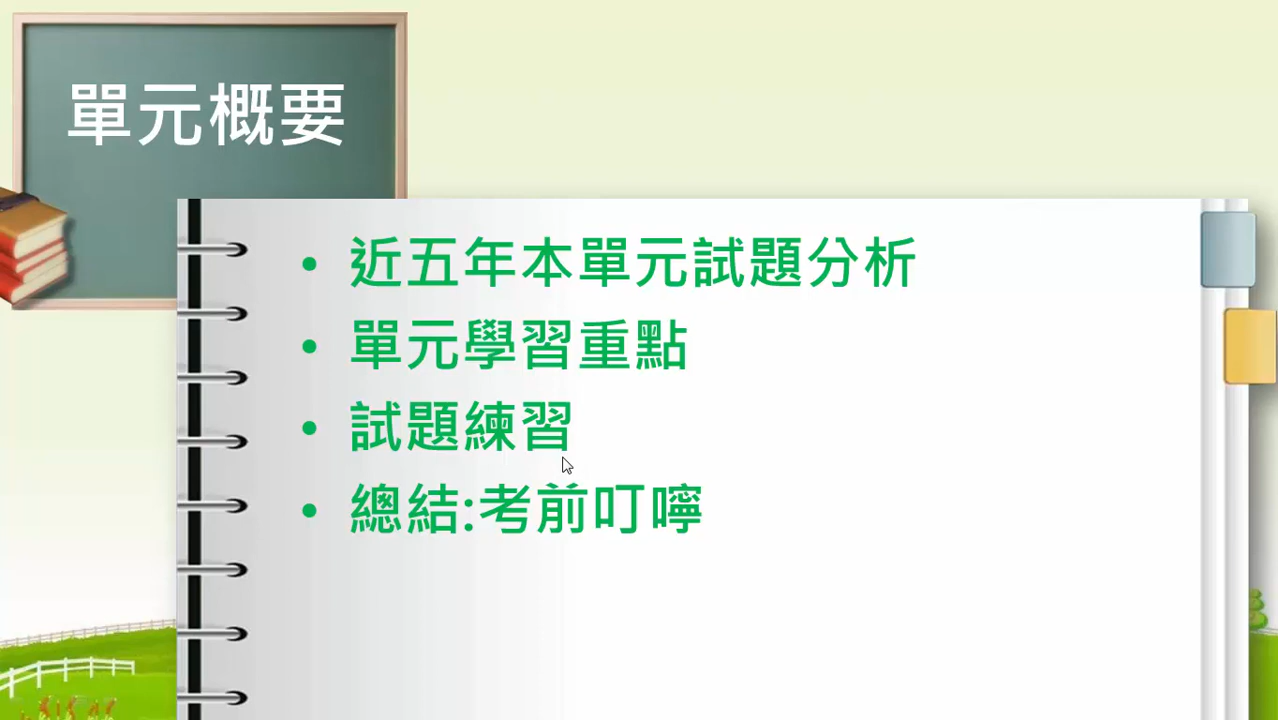 單元概要
• 近五年本單元試題分析
• 單元學習重點
• 試題練習
• 總結:考前叮嚀